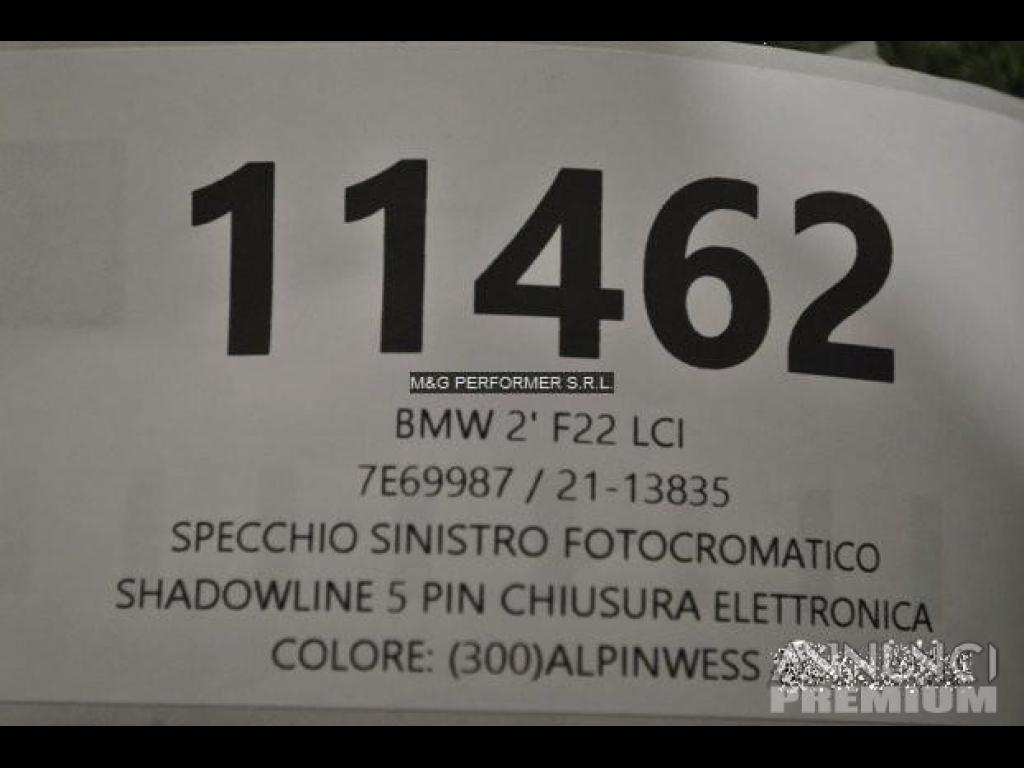 11462
M&G PERFORMER S.R.L.
BMW 2' F22 LCI
7E69987 / 21-13835
SPECCHIO SINISTRO FOTOCROMATICO
SHADOWLINE 5 PIN CHIUSURA ELETTRONICA
COLORE: (300)ALPINWESS
ANNUNCI
PREMIUM